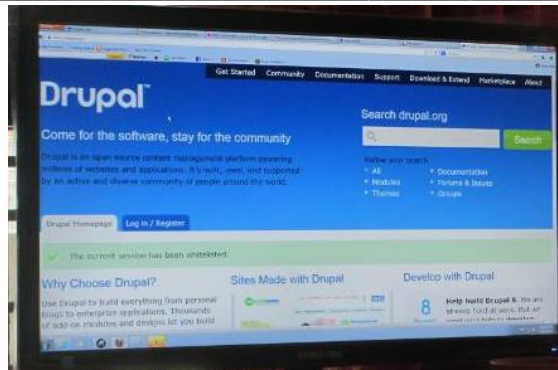 Get Started Community Documentation Support Download & Extend Marketplace About
Drupal™
Come for the software, stay for the community
Drupal is an open source content management platform powering
millions of websites and applications. It's built, used, and supported
by an active and diverse community of people around the world.
Search drupal.org
Search
Refine your search
All
Modules
Themes
Documentation
Forums & Issues
Groups
Drupal Homepage
Log in / Register
The current session has been whitelisted.
Why Choose Drupal?
Use Drupal to build everything from personal
blogs to enterprise applications. Thousands
of add-on modules and designs let you build
Sites Made with Drupal
Develop with Drupal
8
Help build Drupal
SAMSUNG